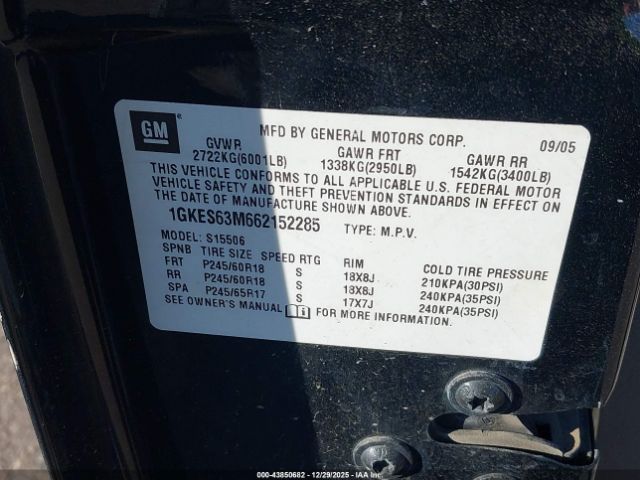 GM ®
MFD BY GENERAL MOTORS CORP. 09/05
GVWR GAWR FRT GAWR RR
2722KG(6001LB) 1338KG(2950LB) 1542KG(3400LB)
THIS VEHICLE CONFORMS TO ALL APPLICABLE U.S. FEDERAL MOTOR
VEHICLE SAFETY AND THEFT PREVENTION STANDARDS IN EFFECT ON
THE DATE OF MANUFACTURE SHOWN ABOVE.
1GKES63M662152285 TYPE: M.P.V.
MODEL: S15506
SPNB TIRE SIZE SPEED RTG RIM COLD TIRE PRESSURE
FRT P245/60R18 S 18X8J 210KPA(30PSI)
RR P245/60R18 S 18X8J 240KPA(35PSI)
SPA P245/65R17 S 17X7J 240KPA(35PSI)
SEE OWNER'S MANUAL FOR MORE INFORMATION.
IAA-43850682 | 12/29/2025 | IAAI.com